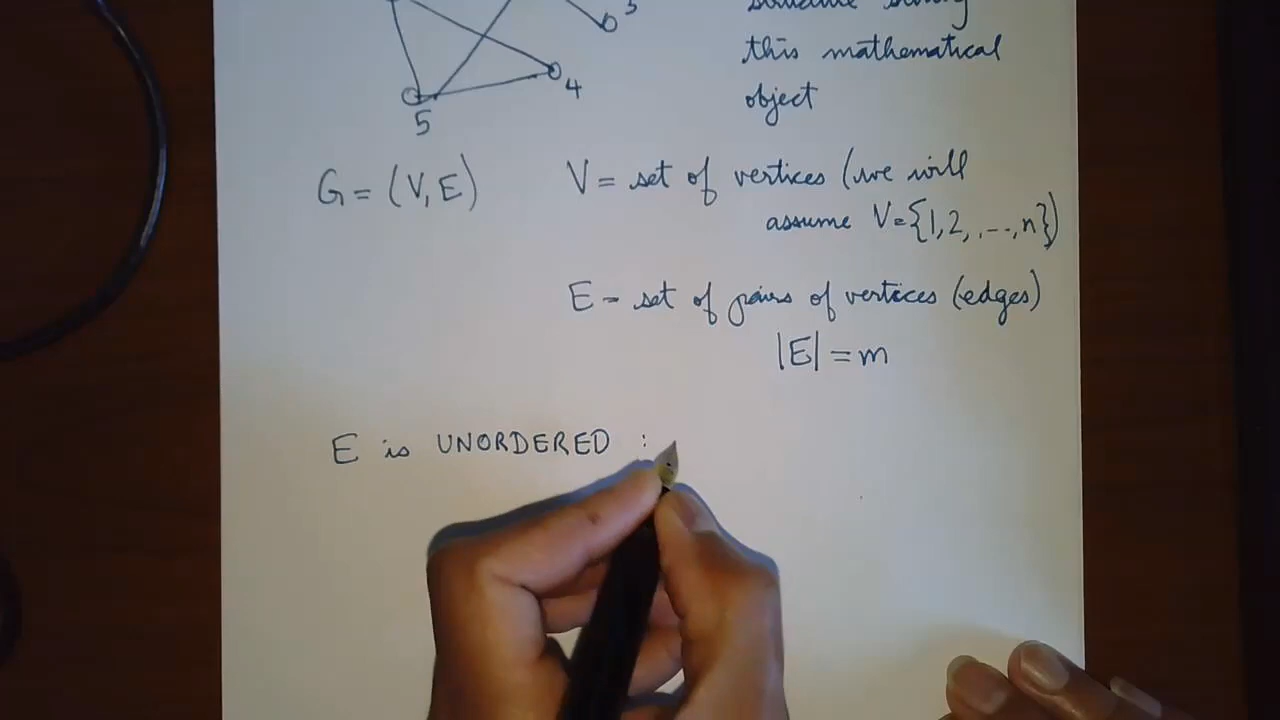 3
this mathematical
object
4
5
G = (V, E)
V = set of vertices (we will
assume V={1,2,...,n})
E - set of pairs of vertices (edges)
|E| = m
E is UNORDERED :